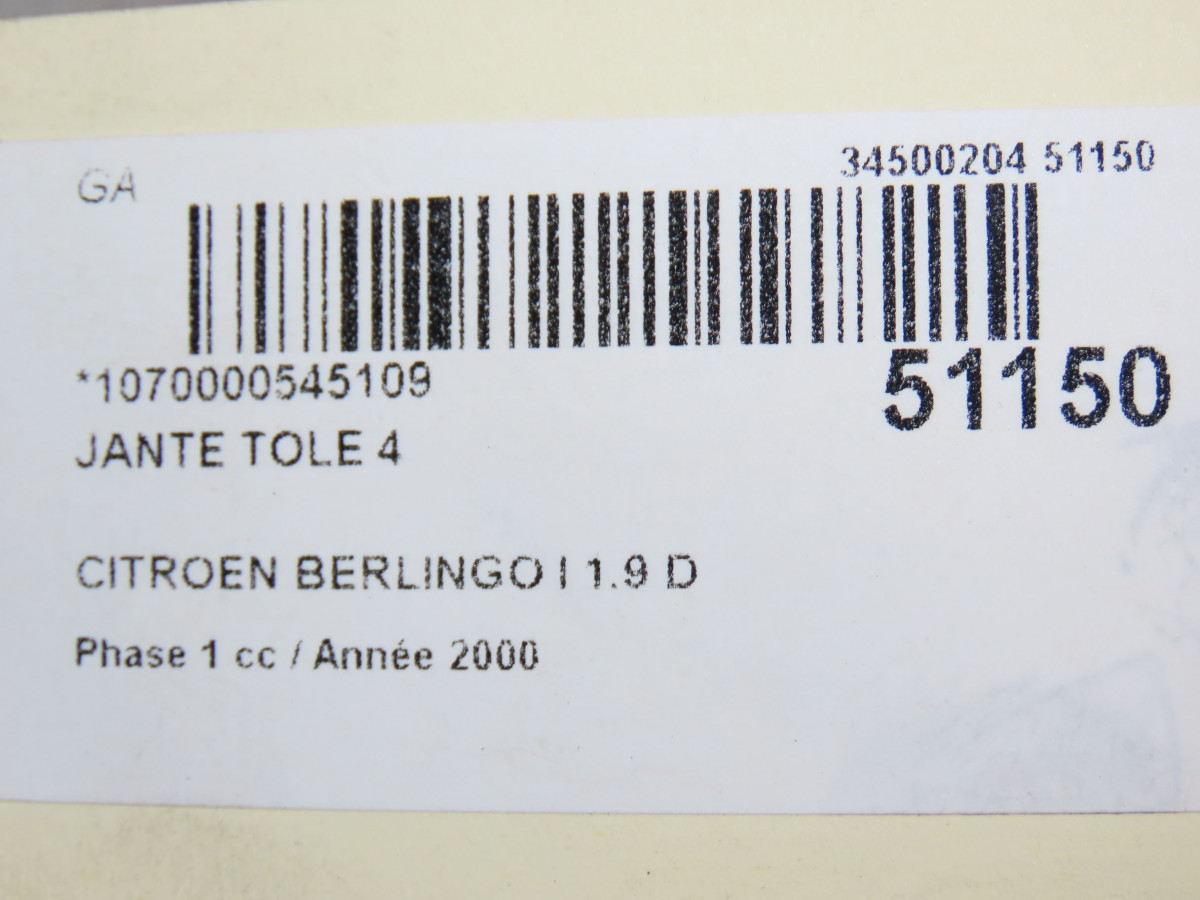 GA
34500204 51150
*1070000545109
51150
JANTE TOLE 4
CITROEN BERLINGO I 1.9 D
Phase 1 cc / Année 2000